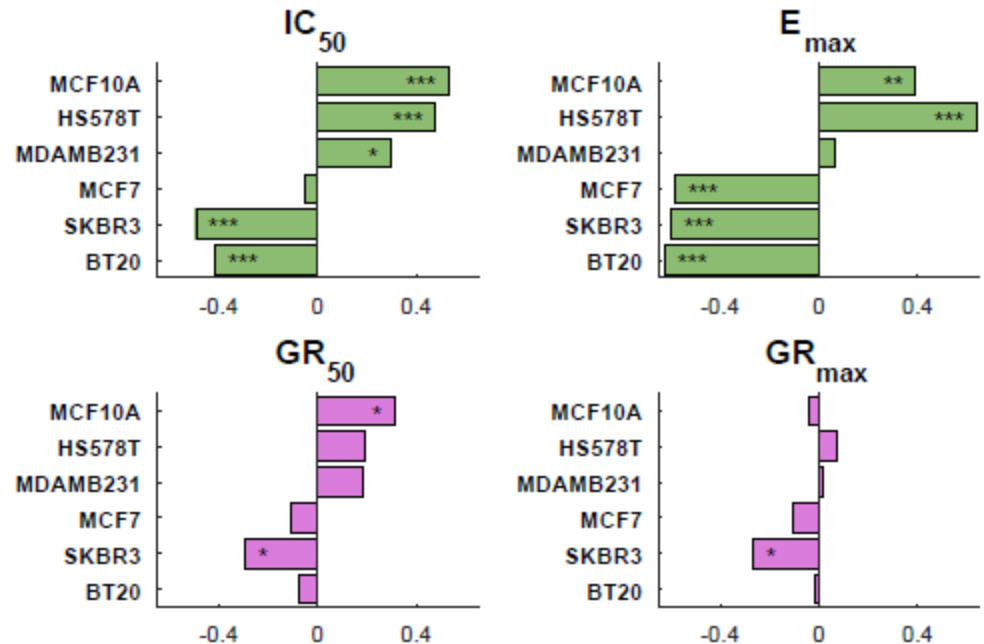 IC50
MCF10A ***
HS578T ***
MDAMB231 *
MCF7
SKBR3 ***
BT20 ***
-0.4 0 0.4
Emax
MCF10A **
HS578T ***
MDAMB231
MCF7 ***
SKBR3 ***
BT20 ***
-0.4 0 0.4
GR50
MCF10A *
HS578T
MDAMB231
MCF7
SKBR3 *
BT20
-0.4 0 0.4
GRmax
MCF10A
HS578T
MDAMB231
MCF7
SKBR3 *
BT20
-0.4 0 0.4